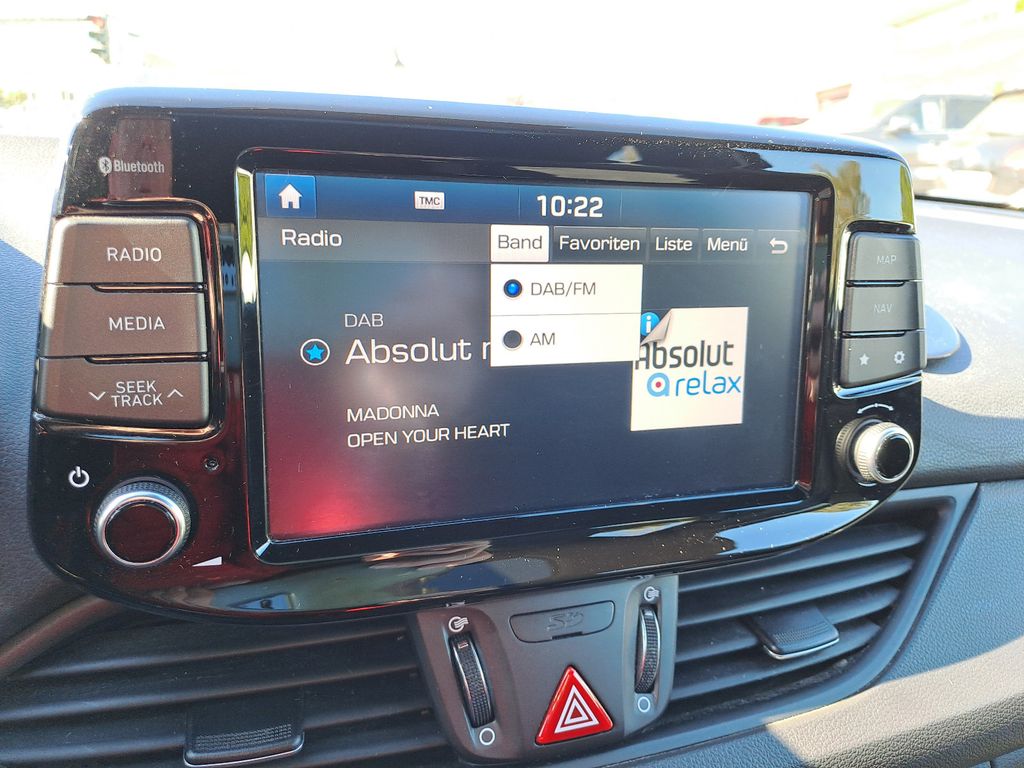 Bluetooth
TMC
10:22
RADIO
Radio
Band
Favoriten
Liste
Menü
MAP
DAB/FM
MEDIA
DAB
NAV
AM
Absolut
i
Absolut
relax
SEEK
TRACK
MADONNA
OPEN YOUR HEART
SD